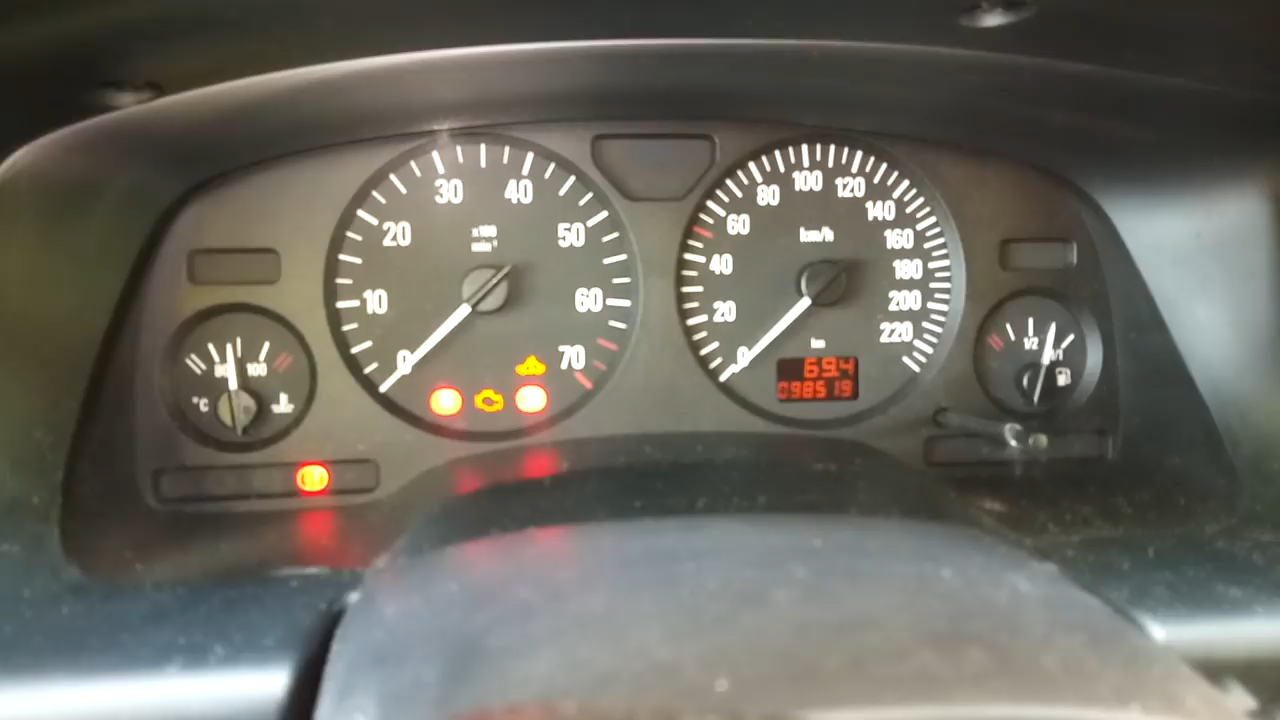 30 40
20 50
10 60
0 70
x100
min⁻¹
80 100 120
60 140
40 160
20 180
0 200
220
km/h
km
69.4
098519
80 100
°C
1/2
1/1